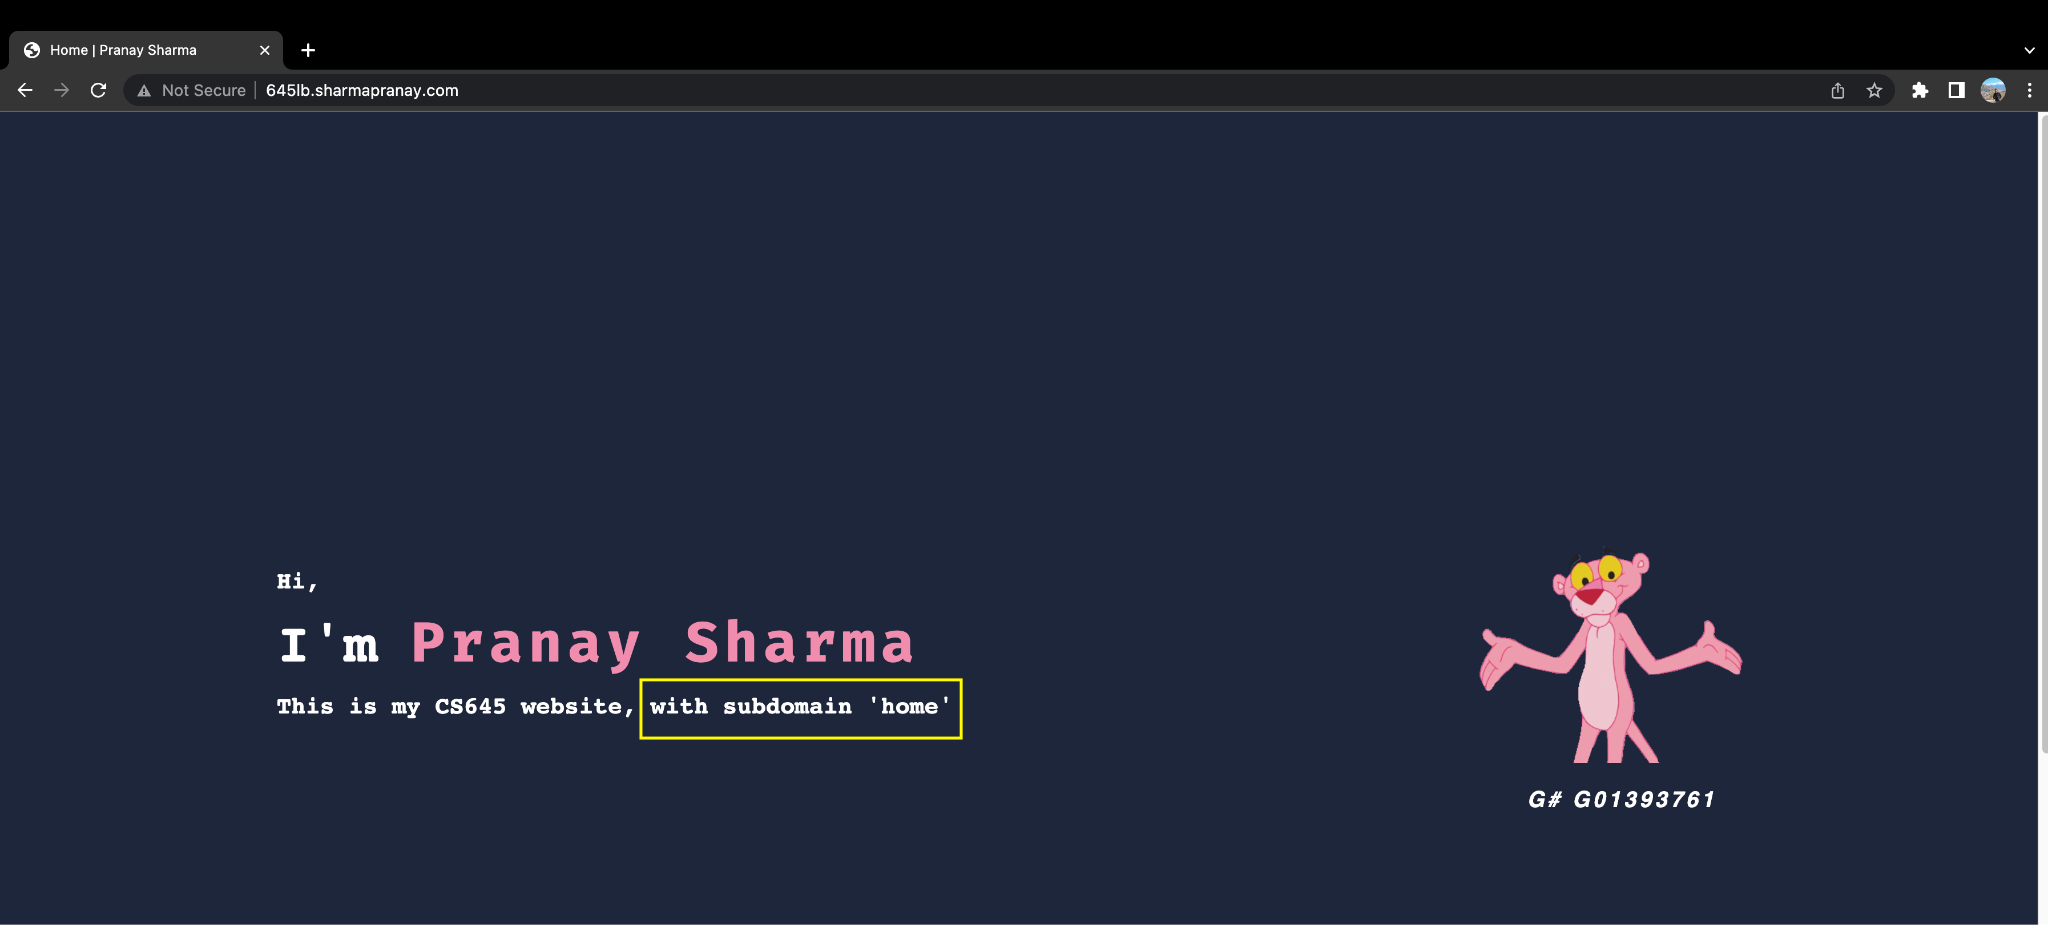 Home | Pranay Sharma
Not Secure | 645lb.sharmapranay.com
Hi,
I'm Pranay Sharma
This is my CS645 website, with subdomain 'home'
G# G01393761